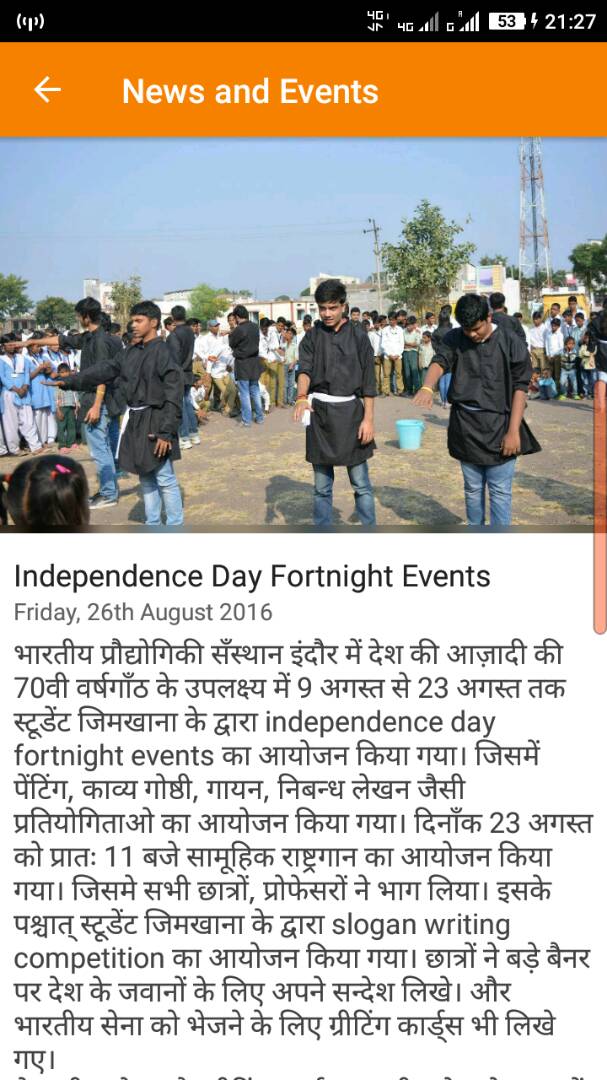 4G 4G G R 53 21:27
News and Events
Independence Day Fortnight Events
Friday, 26th August 2016
भारतीय प्रौद्योगिकी सँस्थान इंदौर में देश की आज़ादी की
70वी वर्षगाँठ के उपलक्ष्य में 9 अगस्त से 23 अगस्त तक
स्टूडेंट जिमखाना के द्वारा independence day
fortnight events का आयोजन किया गया। जिसमें
पेंटिंग, काव्य गोष्ठी, गायन, निबन्ध लेखन जैसी
प्रतियोगिताओ का आयोजन किया गया। दिनाँक 23 अगस्त
को प्रातः 11 बजे सामूहिक राष्ट्रगान का आयोजन किया
गया। जिसमे सभी छात्रों, प्रोफेसरों ने भाग लिया। इसके
पश्चात् स्टूडेंट जिमखाना के द्वारा slogan writing
competition का आयोजन किया गया। छात्रों ने बड़े बैनर
पर देश के जवानों के लिए अपने सन्देश लिखे। और
भारतीय सेना को भेजने के लिए ग्रीटिंग कार्ड्स भी लिखे
गए।